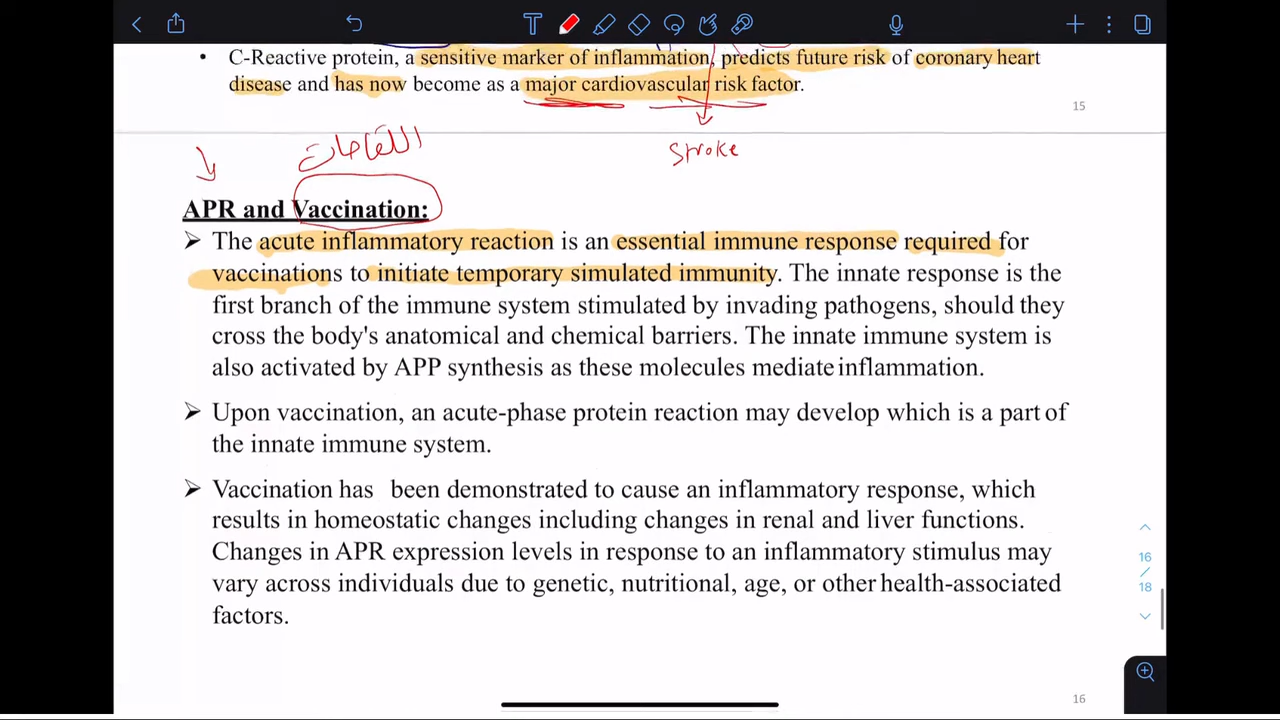 • C-Reactive protein, a sensitive marker of inflammation, predicts future risk of coronary heart
disease and has now become as a major cardiovascular risk factor.
15
اللقاحات
Stroke
APR and Vaccination:
➢ The acute inflammatory reaction is an essential immune response required for
vaccinations to initiate temporary simulated immunity. The innate response is the
first branch of the immune system stimulated by invading pathogens, should they
cross the body's anatomical and chemical barriers. The innate immune system is
also activated by APP synthesis as these molecules mediate inflammation.
➢ Upon vaccination, an acute-phase protein reaction may develop which is a part of
the innate immune system.
➢ Vaccination has been demonstrated to cause an inflammatory response, which
results in homeostatic changes including changes in renal and liver functions.
Changes in APR expression levels in response to an inflammatory stimulus may
vary across individuals due to genetic, nutritional, age, or other health-associated
factors.
16
/
18
16